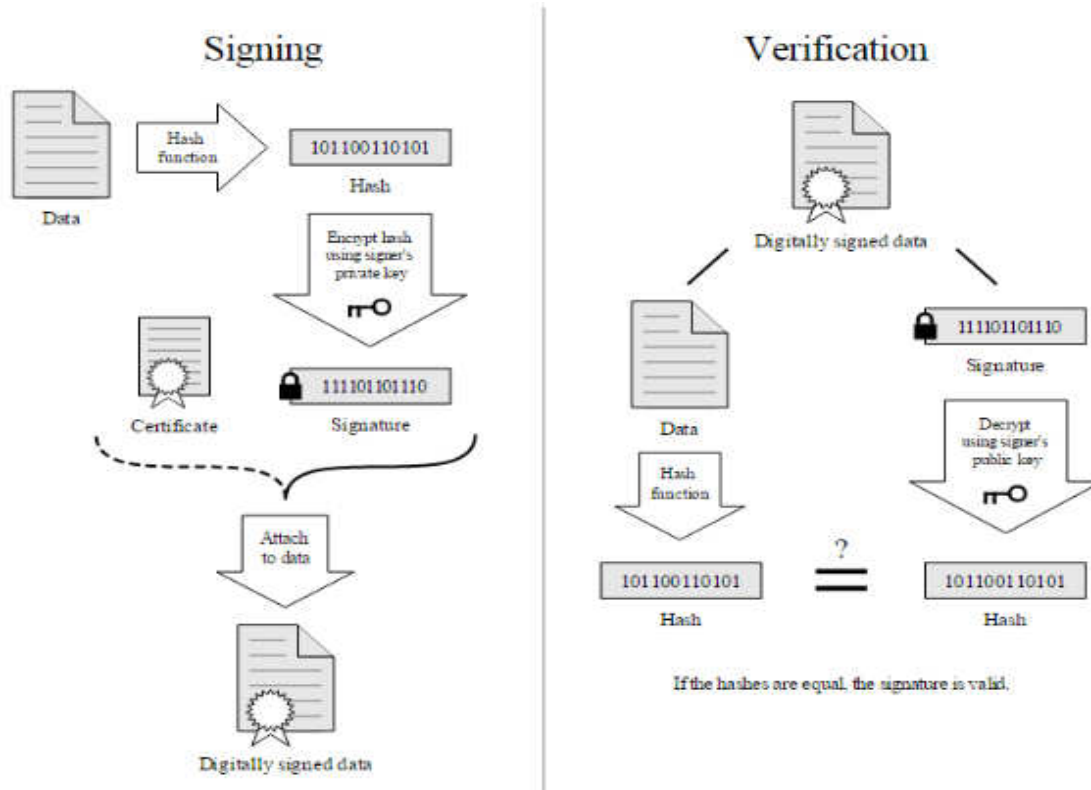 Signing
Hash
function
101100110101
Hash
Data
Encrypt hash
using signer's
private key
111101101110
Certificate
Signature
Attach
to data
Digitally signed data
Verification
Digitally signed data
111101101110
Signature
Data
Decrypt
using signer's
public key
Hash
function
?
101100110101
101100110101
Hash
Hash
If the hashes are equal, the signature is valid.